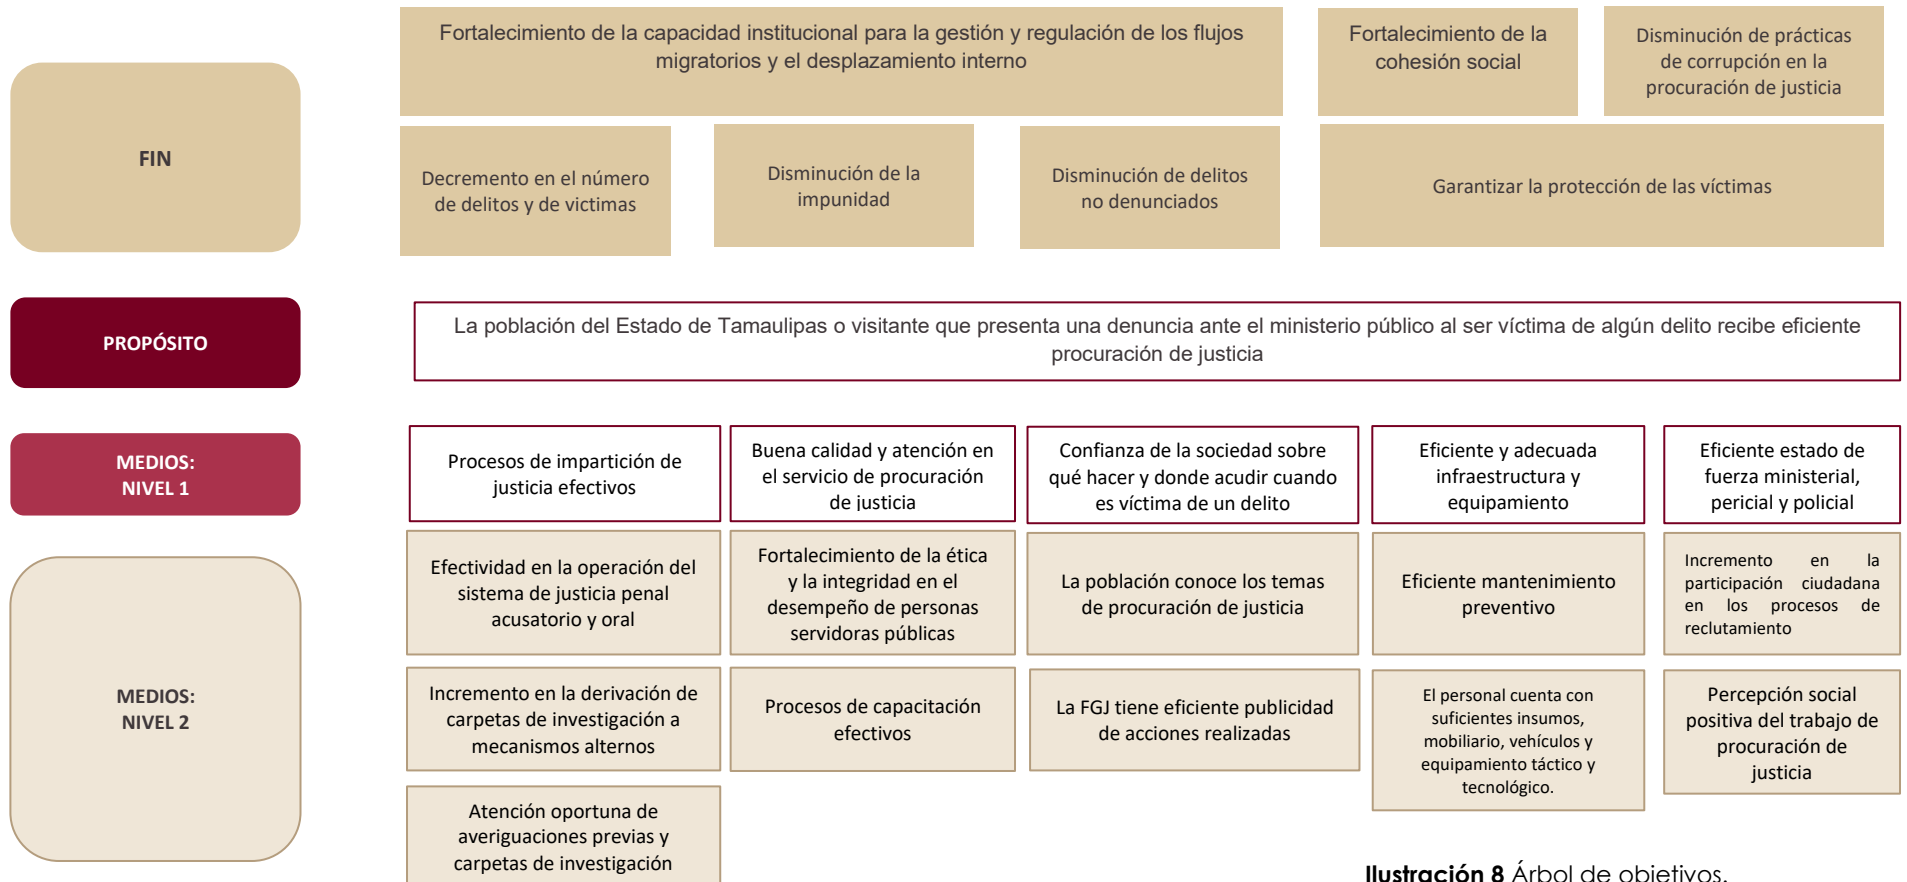 Fortalecimiento de la capacidad institucional para la gestión y regulación de los flujos
migratorios y el desplazamiento interno
Fortalecimiento de la
cohesión social
Disminución de prácticas
de corrupción en la
procuración de justicia
FIN
Decremento en el número
de delitos y de victimas
Disminución de la
impunidad
Disminución de delitos
no denunciados
Garantizar la protección de las víctimas
PROPÓSITO
La población del Estado de Tamaulipas o visitante que presenta una denuncia ante el ministerio público al ser víctima de algún delito recibe eficiente
procuración de justicia
MEDIOS:
NIVEL 1
Procesos de impartición de
justicia efectivos
Buena calidad y atención en
el servicio de procuración
de justicia
Confianza de la sociedad sobre
qué hacer y donde acudir cuando
es víctima de un delito
Eficiente y adecuada
infraestructura y
equipamiento
Eficiente estado de
fuerza ministerial,
pericial y policial
MEDIOS:
NIVEL 2
Efectividad en la operación del
sistema de justicia penal
acusatorio y oral
Fortalecimiento de la ética
y la integridad en el
desempeño de personas
servidoras públicas
La población conoce los temas
de procuración de justicia
Eficiente mantenimiento
preventivo
Incremento en la
participación ciudadana
en los procesos de
reclutamiento
Incremento en la derivación de
carpetas de investigación a
mecanismos alternos
Procesos de capacitación
efectivos
La FGJ tiene eficiente publicidad
de acciones realizadas
El personal cuenta con
suficientes insumos,
mobiliario, vehículos y
equipamiento táctico y
tecnológico.
Percepción social
positiva del trabajo de
procuración de
justicia
Atención oportuna de
averiguaciones previas y
carpetas de investigación
Ilustración 8 Árbol de objetivos.